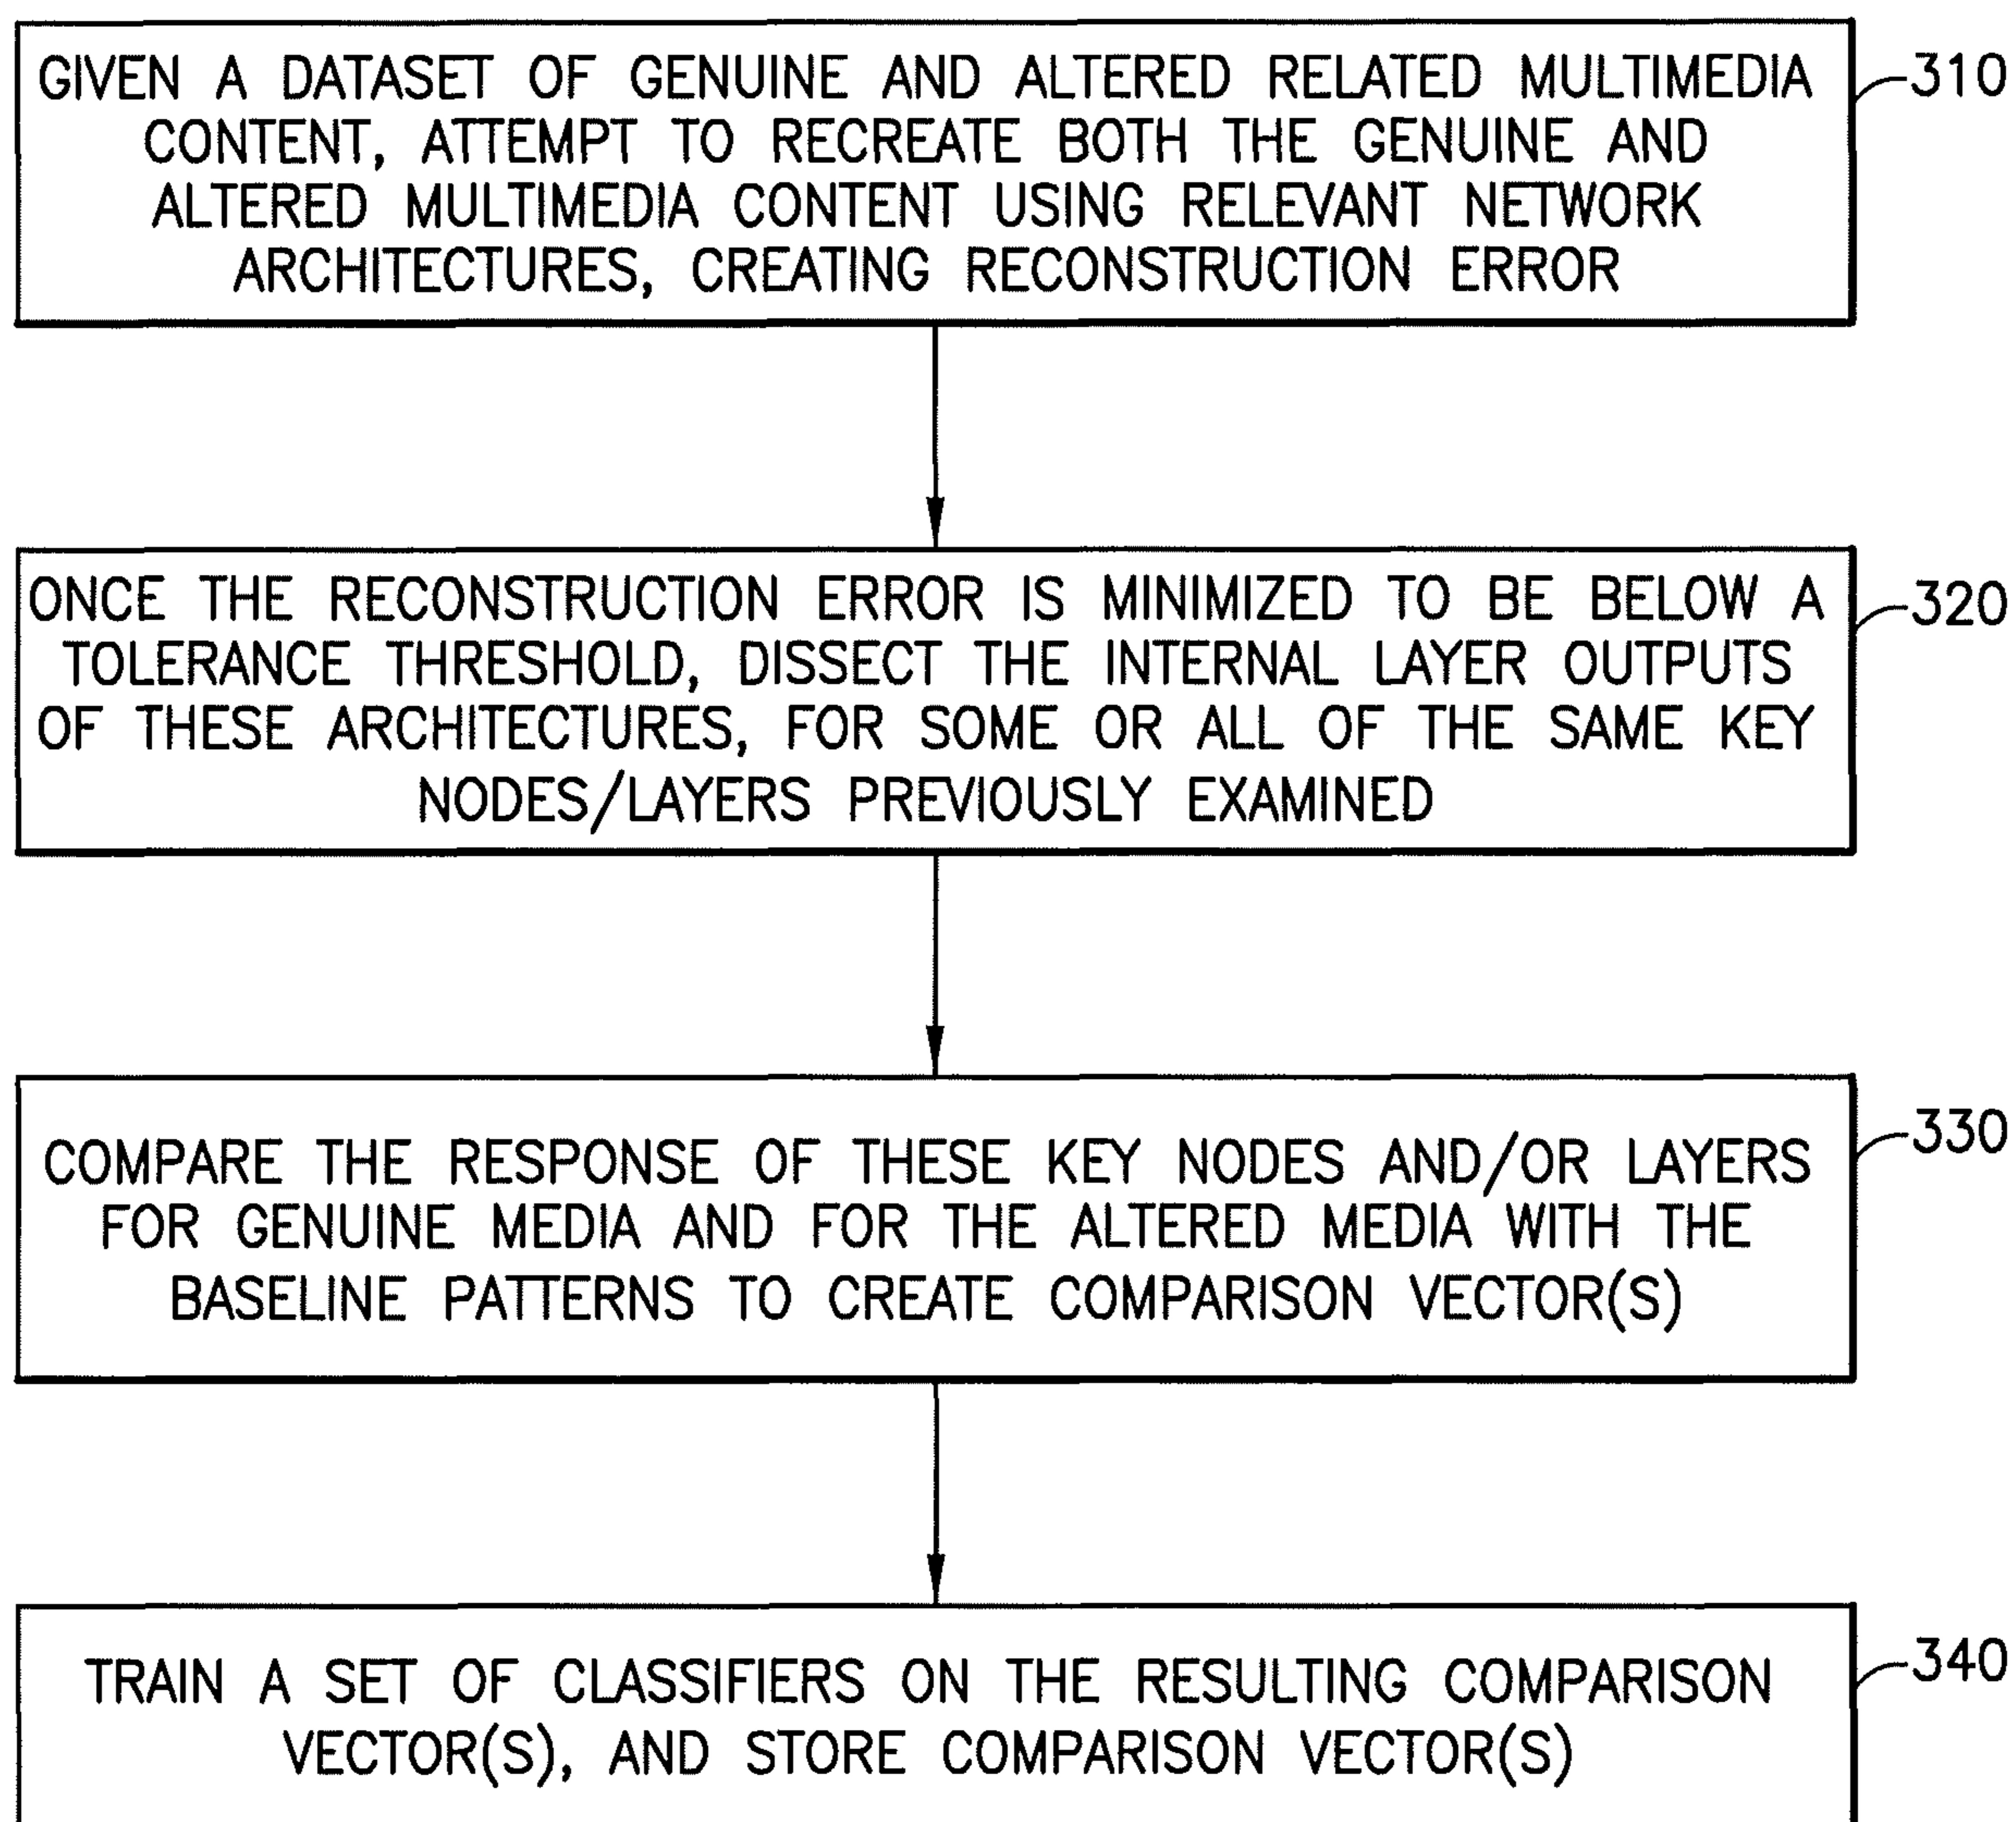 GIVEN A DATASET OF GENUINE AND ALTERED RELATED MULTIMEDIA
CONTENT, ATTEMPT TO RECREATE BOTH THE GENUINE AND
ALTERED MULTIMEDIA CONTENT USING RELEVANT NETWORK
ARCHITECTURES, CREATING RECONSTRUCTION ERROR
310
ONCE THE RECONSTRUCTION ERROR IS MINIMIZED TO BE BELOW A
TOLERANCE THRESHOLD, DISSECT THE INTERNAL LAYER OUTPUTS
OF THESE ARCHITECTURES, FOR SOME OR ALL OF THE SAME KEY
NODES/LAYERS PREVIOUSLY EXAMINED
320
COMPARE THE RESPONSE OF THESE KEY NODES AND/OR LAYERS
FOR GENUINE MEDIA AND FOR THE ALTERED MEDIA WITH THE
BASELINE PATTERNS TO CREATE COMPARISON VECTOR(S)
330
TRAIN A SET OF CLASSIFIERS ON THE RESULTING COMPARISON
VECTOR(S), AND STORE COMPARISON VECTOR(S)
340